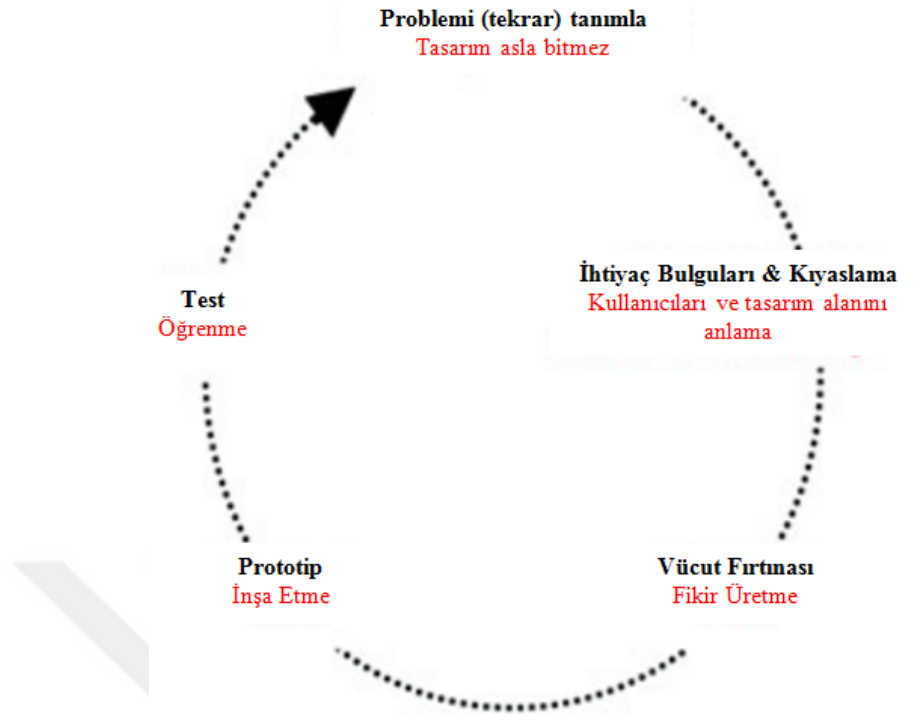 Problemi (tekrar) tanımla
Tasarım asla bitmez
İhtiyaç Bulguları & Kıyaslama
Kullanıcıları ve tasarım alanını
anlama
Vücut Fırtınası
Fikir Üretme
Prototip
İnşa Etme
Test
Öğrenme